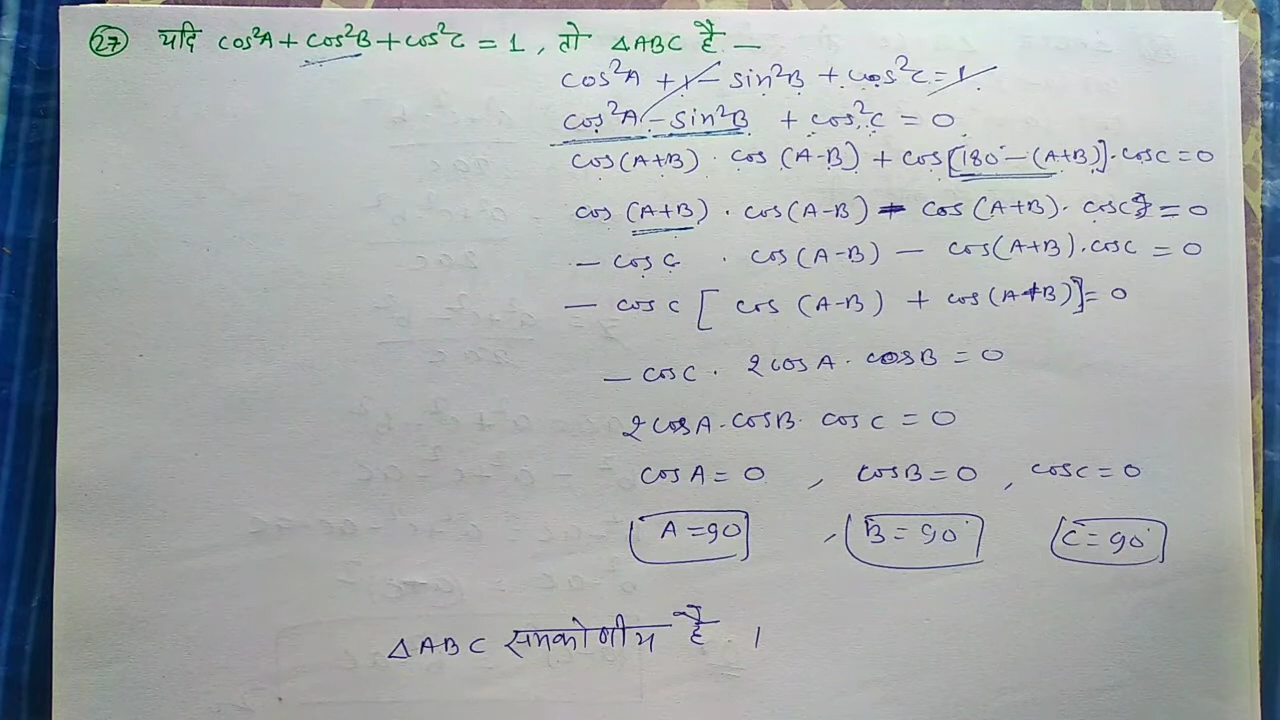 (27) यदि cos²A + cos²B + cos²C = 1, तो △ABC है —
cos²A + 1 - sin²B + cos²C = 1
cos²A - sin²B + cos²C = 0
cos(A+B) · cos(A-B) + cos[180° - (A+B)] · cosC = 0
cos(A+B) · cos(A-B) - cos(A+B) · cosC = 0
- cosC · cos(A-B) - cos(A+B) · cosC = 0
- cosC [cos(A-B) + cos(A+B)] = 0
- cosC · 2cosA · cosB = 0
2cosA · cosB · cosC = 0
cosA = 0 , cosB = 0 , cosC = 0
A = 90° , B = 90° C = 90°
△ABC समकोणीय है ।